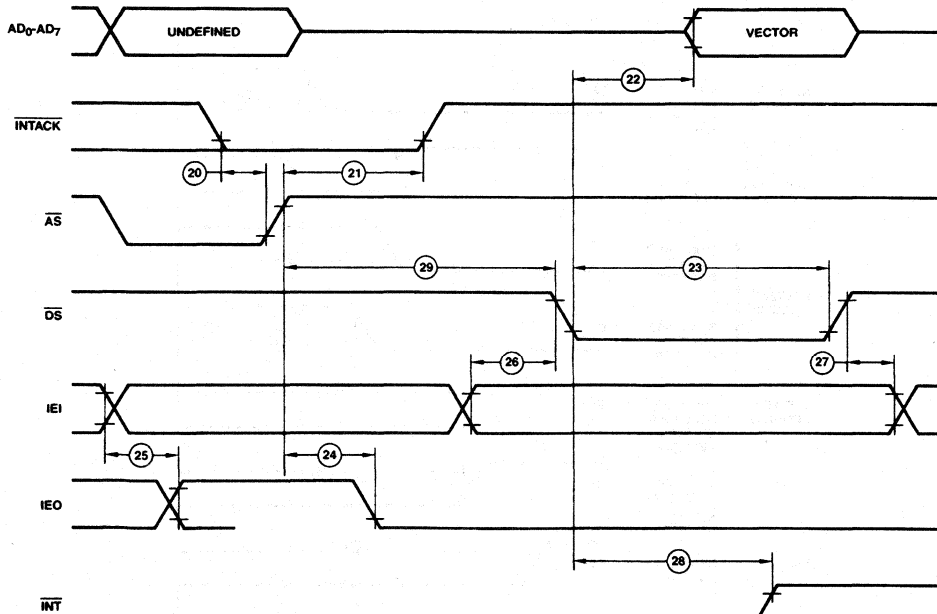 AD0-AD7
UNDEFINED
VECTOR
22
INTACK
20
21
AS
29
23
DS
26
27
IEI
25
24
IEO
28
INT